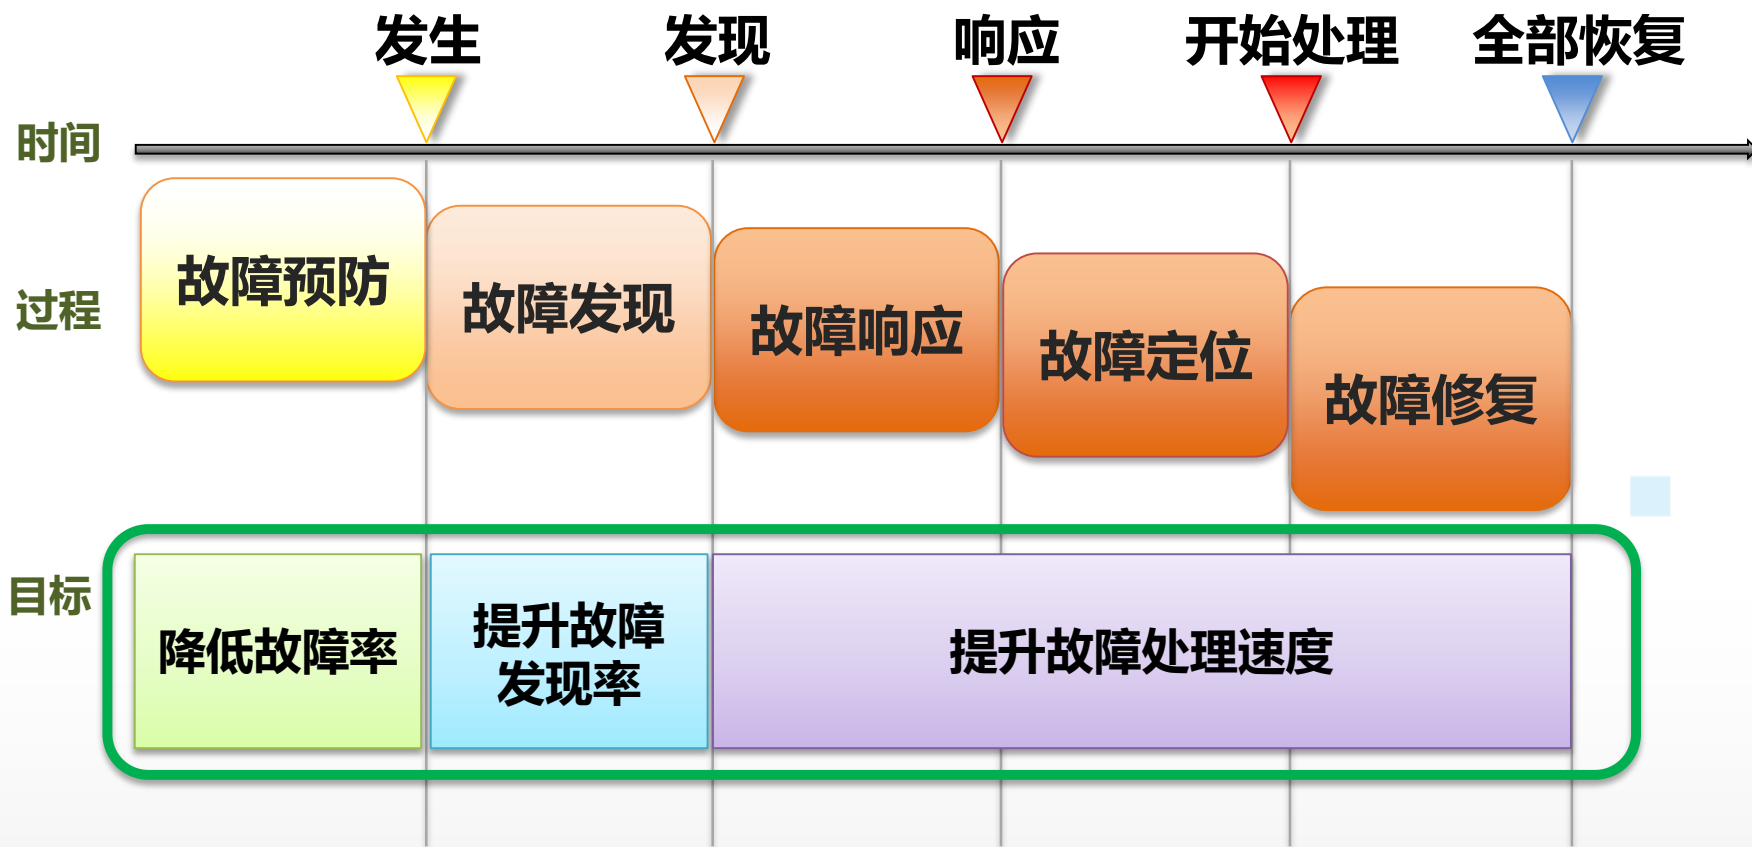 发生
发现
响应
开始处理
全部恢复
时间
过程
故障预防
故障发现
故障响应
故障定位
故障修复
目标
降低故障率
提升故障
发现率
提升故障处理速度